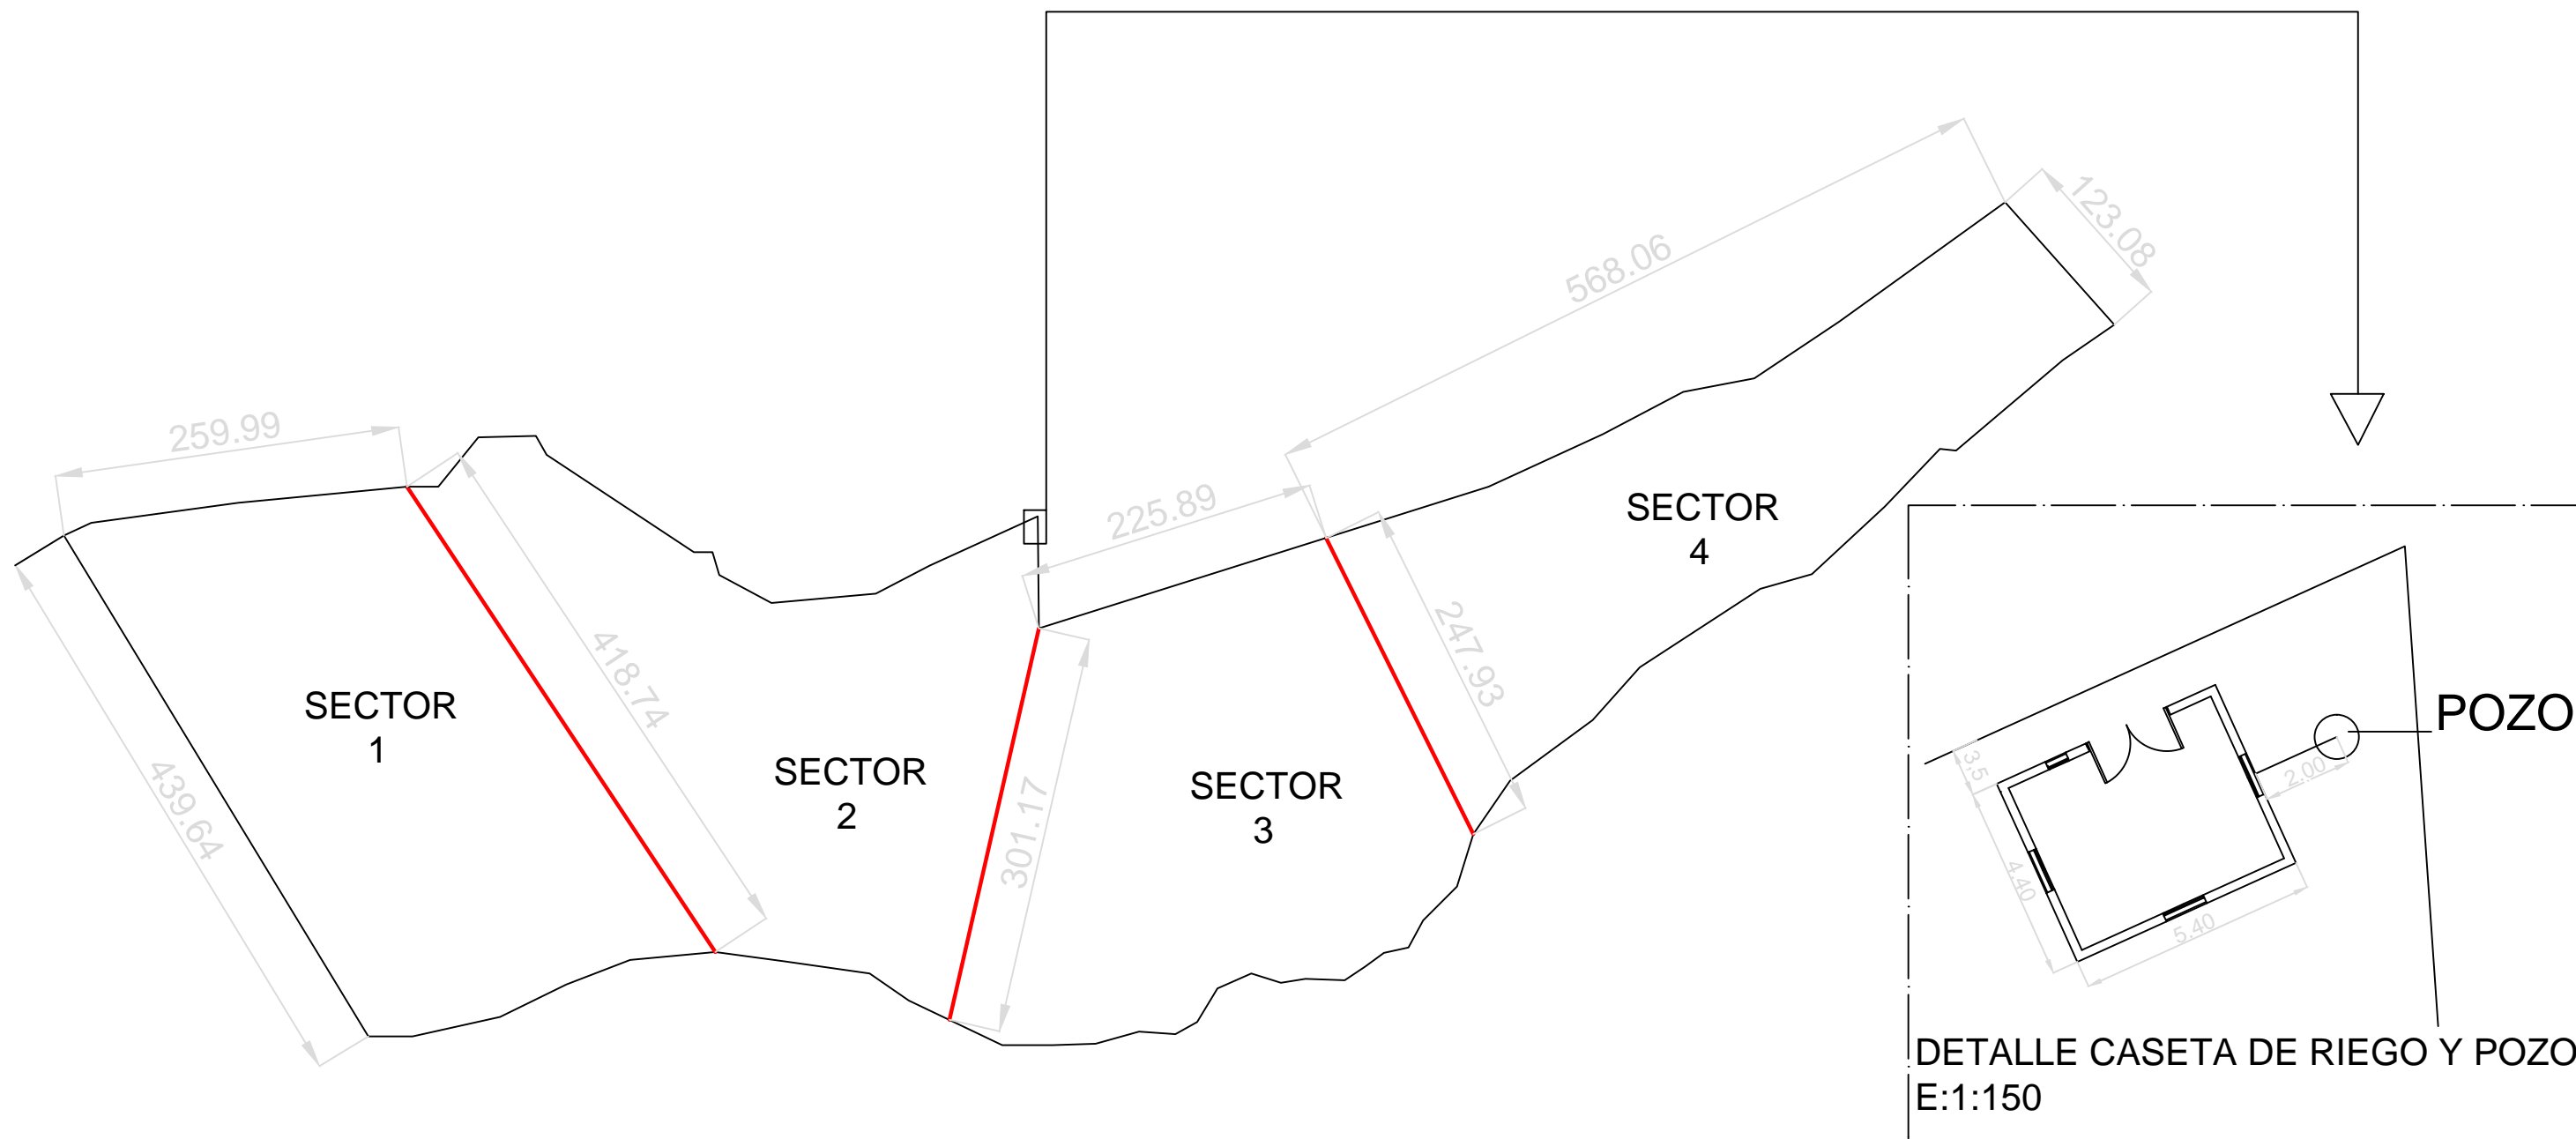 123.08
568.06
259.99
225.89
SECTOR
4
418.74
247.93
SECTOR
1
POZO
439.64
SECTOR
2
301.17
SECTOR
3
3,5
2.00
4.40
5.40
DETALLE CASETA DE RIEGO Y POZO
E:1:150